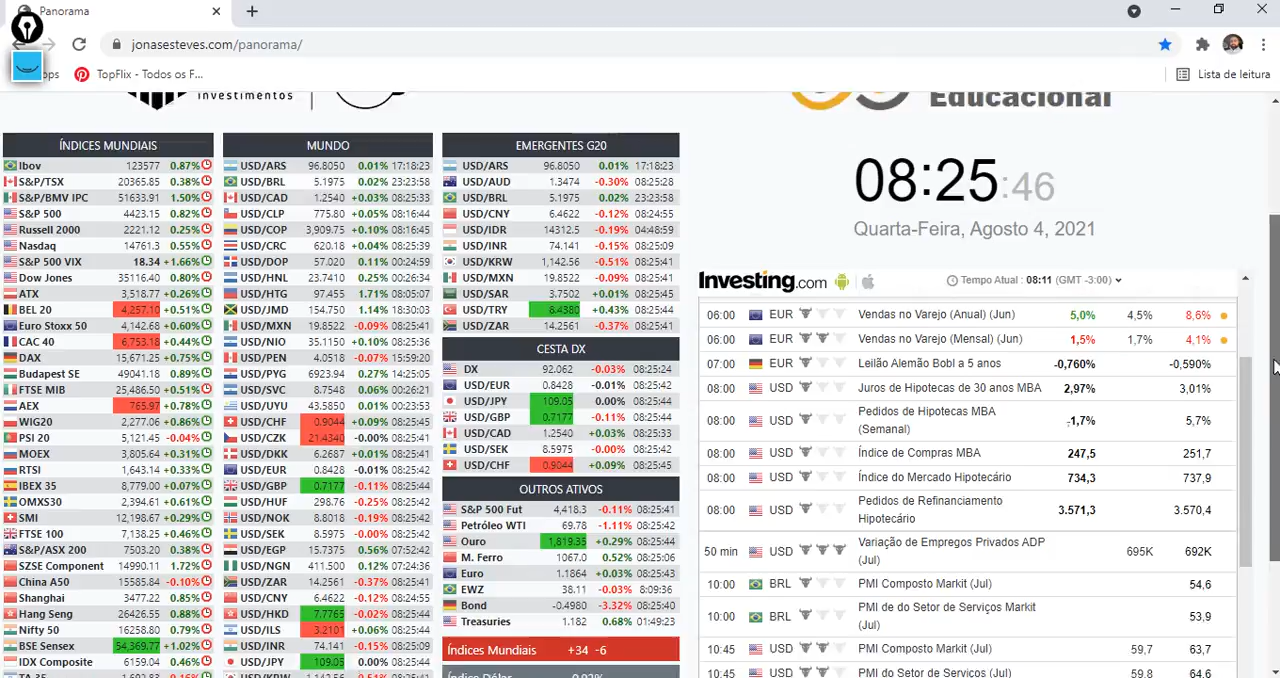 Panorama
jonasesteves.com/panorama/
TopFlix - Todos os F...
Lista de leitura
investimentos
Educacional
08:25:46
Quarta-Feira, Agosto 4, 2021
ÍNDICES MUNDIAIS
Ibov 123577 0.87%
S&P/TSX 20365.85 0.38%
S&P/BMV IPC 51633.91 1.50%
S&P 500 4423.15 0.82%
Russell 2000 2221.12 0.25%
Nasdaq 14761.3 0.55%
S&P 500 VIX 18.34 +1.66%
Dow Jones 35116.40 0.80%
ATX 3,518.77 +0.26%
BEL 20 4,257.10 +0.51%
Euro Stoxx 50 4,142.68 +0.60%
CAC 40 6,753.18 +0.44%
DAX 15,671.25 +0.75%
Budapest SE 49041.18 0.89%
FTSE MIB 25,486.50 +0.51%
AEX 765.97 +0.78%
WIG20 2,277.06 +0.86%
PSI 20 5,121.45 -0.04%
MOEX 3,805.64 +0.31%
RTSI 1,643.14 +0.33%
IBEX 35 8,779.00 +0.07%
OMXS30 2,394.61 +0.61%
SMI 12,198.67 +0.29%
FTSE 100 7,138.25 +0.46%
S&P/ASX 200 7503.20 0.38%
SZSE Component 14990.11 1.72%
China A50 15585.84 -0.10%
Shanghai 3477.22 0.85%
Hang Seng 26426.55 0.88%
Nifty 50 16258.80 0.79%
BSE Sensex 54,369.77 +1.02%
IDX Composite 6159.04 0.46%
MUNDO
USD/ARS 96.8050 0.01% 17:18:23
USD/BRL 5.1975 0.02% 23:23:58
USD/CAD 1.2540 +0.03% 08:25:33
USD/CLP 775.80 +0.05% 08:16:44
USD/COP 3,909.75 +0.10% 08:16:45
USD/CRC 620.18 +0.04% 08:25:39
USD/DOP 57.020 0.11% 00:24:59
USD/HNL 23.7410 0.25% 00:26:34
USD/HTG 97.455 1.71% 08:05:07
USD/JMD 154.750 1.14% 18:30:03
USD/MXN 19.8522 -0.09% 08:25:41
USD/NIO 35.1150 +0.10% 08:25:36
USD/PEN 4.0518 -0.07% 15:59:20
USD/PYG 6923.94 0.27% 14:25:05
USD/SVC 8.7548 0.06% 00:26:21
USD/UYU 43.5850 0.01% 00:23:53
USD/CHF 0.9044 +0.09% 08:25:45
USD/CZK 21.4340 -0.00% 08:25:41
USD/DKK 6.2687 +0.01% 08:25:41
USD/EUR 0.8428 -0.01% 08:25:42
USD/GBP 0.7177 -0.11% 08:25:44
USD/HUF 298.76 -0.25% 08:25:42
USD/NOK 8.8018 -0.19% 08:25:42
USD/SEK 8.5975 -0.00% 08:25:42
USD/EGP 15.7375 0.56% 07:52:42
USD/NGN 411.500 0.12% 07:24:36
USD/ZAR 14.2561 -0.37% 08:25:41
USD/CNY 6.4622 -0.12% 08:24:55
USD/HKD 7.7765 -0.02% 08:25:44
USD/ILS 3.2101 +0.06% 08:25:44
USD/INR 74.141 -0.15% 08:25:09
USD/JPY 109.05 0.00% 08:25:44
EMERGENTES G20
USD/ARS 96.8050 0.01% 17:18:23
USD/AUD 1.3474 -0.30% 08:25:28
USD/BRL 5.1975 0.02% 23:23:58
USD/CNY 6.4622 -0.12% 08:24:55
USD/IDR 14312.5 -0.19% 04:48:59
USD/INR 74.141 -0.15% 08:25:09
USD/KRW 1,142.56 -0.51% 08:25:41
USD/MXN 19.8522 -0.09% 08:25:41
USD/SAR 3.7502 +0.01% 08:25:45
USD/TRY 8.4380 +0.43% 08:25:44
USD/ZAR 14.2561 -0.37% 08:25:41
CESTA DX
DX 92.062 -0.03% 08:25:24
USD/EUR 0.8428 -0.01% 08:25:42
USD/JPY 109.05 0.00% 08:25:44
USD/GBP 0.7177 -0.11% 08:25:44
USD/CAD 1.2540 +0.03% 08:25:33
USD/SEK 8.5975 -0.00% 08:25:42
USD/CHF 0.9044 +0.09% 08:25:45
OUTROS ATIVOS
S&P 500 Fut 4,418.3 -0.11% 08:25:41
Petróleo WTI 69.78 -1.11% 08:25:42
Ouro 1,819.35 +0.29% 08:25:44
M. Ferro 1067.0 0.52% 08:25:06
Euro 1.1864 +0.03% 08:25:43
EWZ 38.11 -0.03% 8:09:36
Bond -0.4980 -3.32% 08:25:40
Treasuries 1.182 0.68% 01:49:23
Índices Mundiais +34 -6
Investing.com
Tempo Atual : 08:11 (GMT -3:00)
06:00 EUR Vendas no Varejo (Anual) (Jun) 5,0% 4,5% 8,6%
06:00 EUR Vendas no Varejo (Mensal) (Jun) 1,5% 1,7% 4,1%
07:00 EUR Leilão Alemão Bobl a 5 anos -0,760% -0,590%
08:00 USD Juros de Hipotecas de 30 anos MBA 2,97% 3,01%
08:00 USD Pedidos de Hipotecas MBA
(Semanal) -1,7% 5,7%
08:00 USD Índice de Compras MBA 247,5 251,7
08:00 USD Índice do Mercado Hipotecário 734,3 737,9
08:00 USD Pedidos de Refinanciamento
Hipotecário 3.571,3 3.570,4
50 min USD Variação de Empregos Privados ADP
(Jul) 695K 692K
10:00 BRL PMI Composto Markit (Jul) 54,6
10:00 BRL PMI de do Setor de Serviços Markit
(Jul) 53,9
10:45 USD PMI Composto Markit (Jul) 59,7 63,7
10:45 USD PMI do Setor de Serviços (Jul) 59,8 64,6